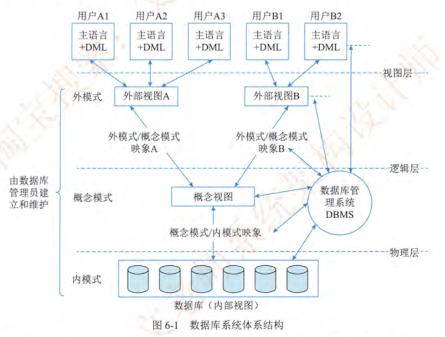 用户A1 用户A2 用户A3 用户B1 用户B2
主语言 主语言 主语言 主语言 主语言
+DML +DML +DML +DML +DML
视图层
外模式 外部视图A 外部视图B
外模式/概念模式 外模式/概念模式
映象A 映象B
逻辑层
由数据库
管理员建
立和维护
数据库
管理系统
DBMS
概念模式 概念视图
概念模式/内模式映象
物理层
内模式
数据库（内部视图）
图 6-1 数据库系统体系结构